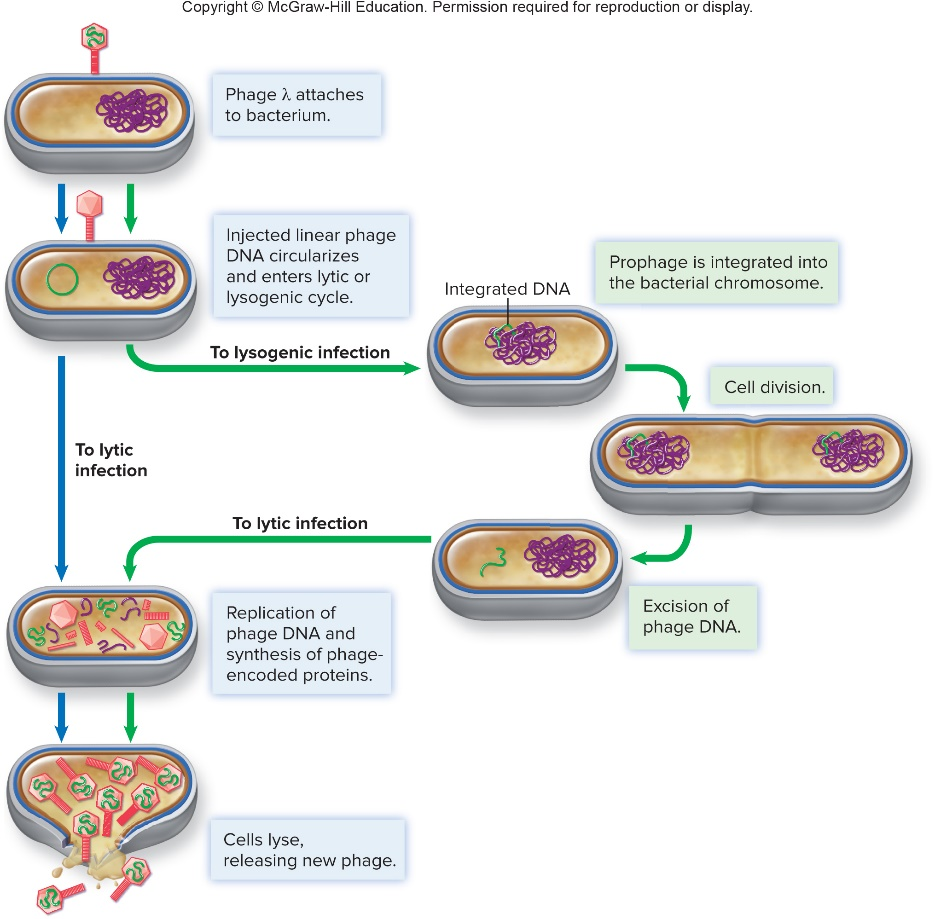 Copyright © McGraw-Hill Education. Permission required for reproduction or display.
Phage λ attaches
to bacterium.
Injected linear phage
DNA circularizes
and enters lytic or
lysogenic cycle.
Prophage is integrated into
the bacterial chromosome.
Integrated DNA
To lysogenic infection
Cell division.
To lytic
infection
To lytic infection
Excision of
phage DNA.
Replication of
phage DNA and
synthesis of phage-
encoded proteins.
Cells lyse,
releasing new phage.